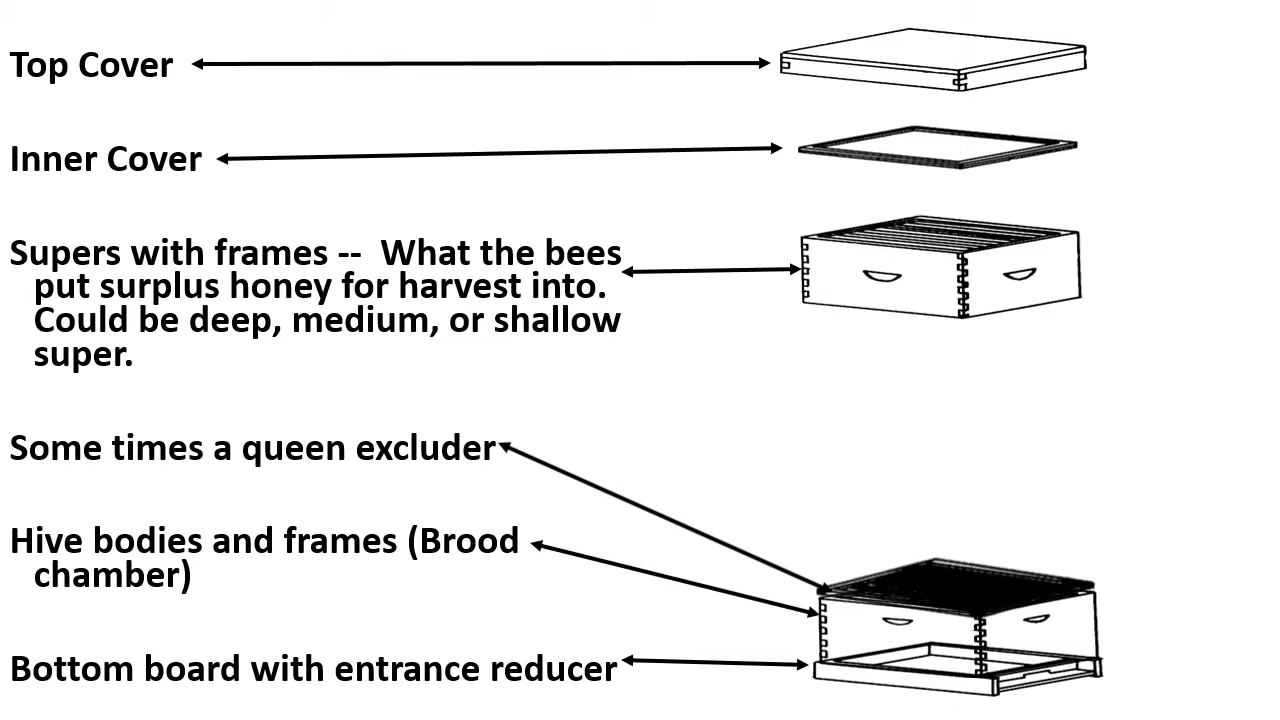 Top Cover
Inner Cover
Supers with frames --  What the bees
put surplus honey for harvest into.
Could be deep, medium, or shallow
super.
Some times a queen excluder
Hive bodies and frames (Brood
chamber)
Bottom board with entrance reducer